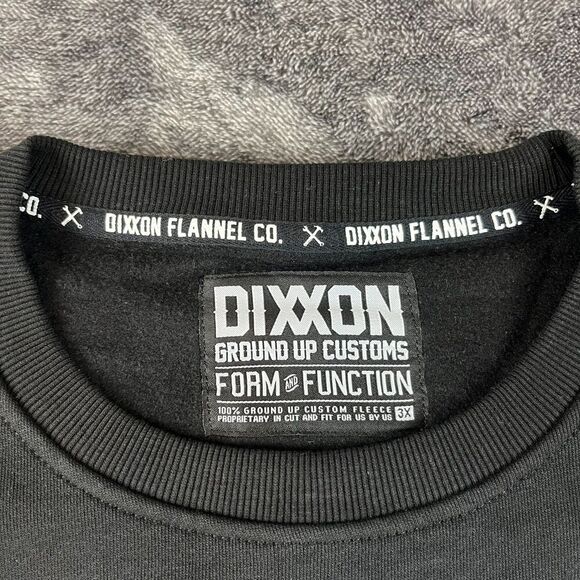 CO. DIXXON FLANNEL CO. DIXXON FLANNEL CO.
DIXXON
GROUND UP CUSTOMS
FORM AND FUNCTION
100% GROUND UP CUSTOM FLEECE
PROPRIETARY IN CUT AND FIT FOR US BY US 3X